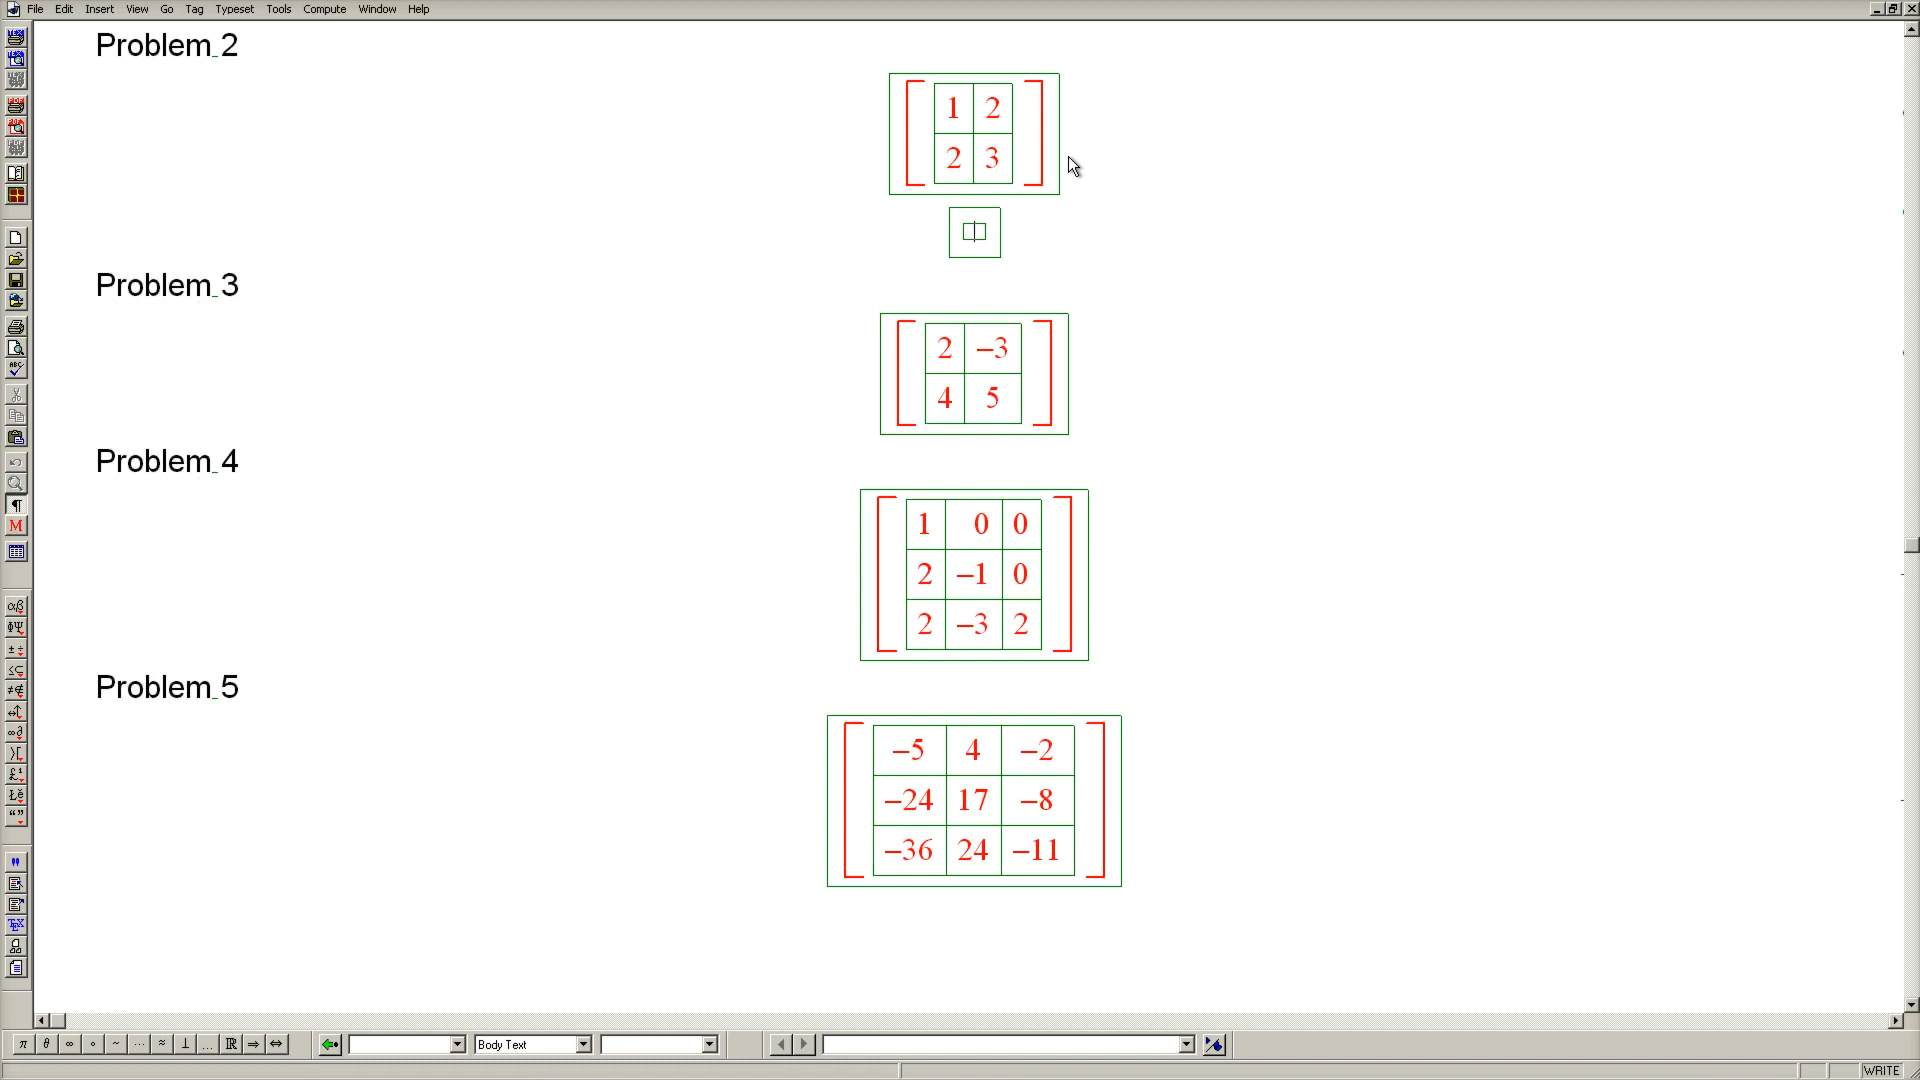 File Edit Insert View Go Tag Typeset Tools Compute Window Help
Problem 2
1 2
2 3
Problem 3
2 −3
4 5
Problem 4
1 0 0
2 −1 0
2 −3 2
Problem 5
−5 4 −2
−24 17 −8
−36 24 −11
Body Text
WRITE